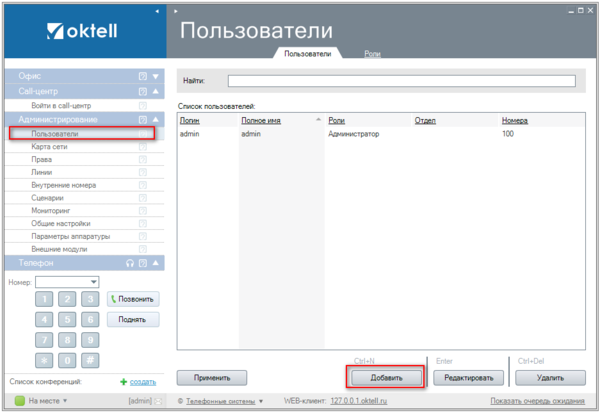 oktell
Пользователи
Пользователи
Роли
Офис
Call-центр
Войти в call-центр
Администрирование
Пользователи
Карта сети
Права
Линии
Внутренние номера
Сценарии
Мониторинг
Общие настройки
Параметры аппаратуры
Внешние модули
Телефон
Номер:
1 2 3 Позвонить
4 5 6 Поднять
7 8 9
* 0 #
Список конференций: создать
На месте [admin]
Найти:
Список пользователей:
Логин Полное имя Роли Отдел Номера
admin admin Администратор 100
Ctrl+N Enter Ctrl+Del
Применить Добавить Редактировать Удалить
© Телефонные системы WEB-клиент: 127.0.0.1.oktell.ru Показать очередь ожидания